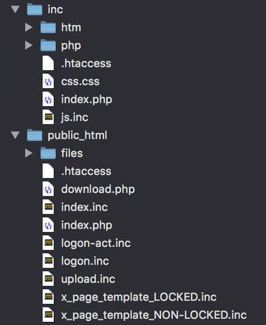 inc
htm
php
.htaccess
css.css
index.php
js.inc
public_html
files
.htaccess
download.php
index.inc
index.php
logon-act.inc
logon.inc
upload.inc
x_page_template_LOCKED.inc
x_page_template_NON-LOCKED.inc